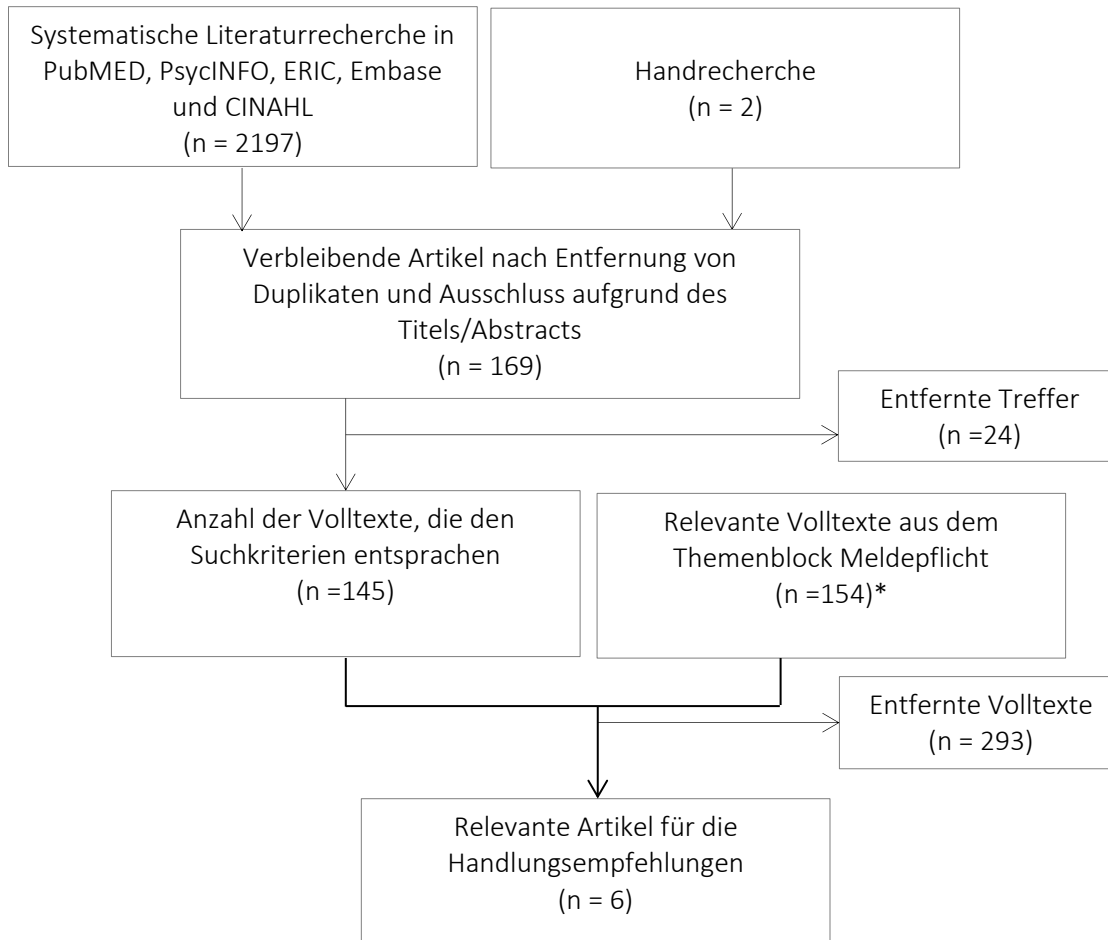 Systematische Literaturrecherche in
PubMED, PsycINFO, ERIC, Embase
und CINAHL
(n = 2197)
Handrecherche
(n = 2)
Verbleibende Artikel nach Entfernung von
Duplikaten und Ausschluss aufgrund des
Titels/Abstracts
(n = 169)
Entfernte Treffer
(n =24)
Anzahl der Volltexte, die den
Suchkriterien entsprachen
(n =145)
Relevante Volltexte aus dem
Themenblock Meldepflicht
(n =154)*
Entfernte Volltexte
(n = 293)
Relevante Artikel für die
Handlungsempfehlungen
(n = 6)